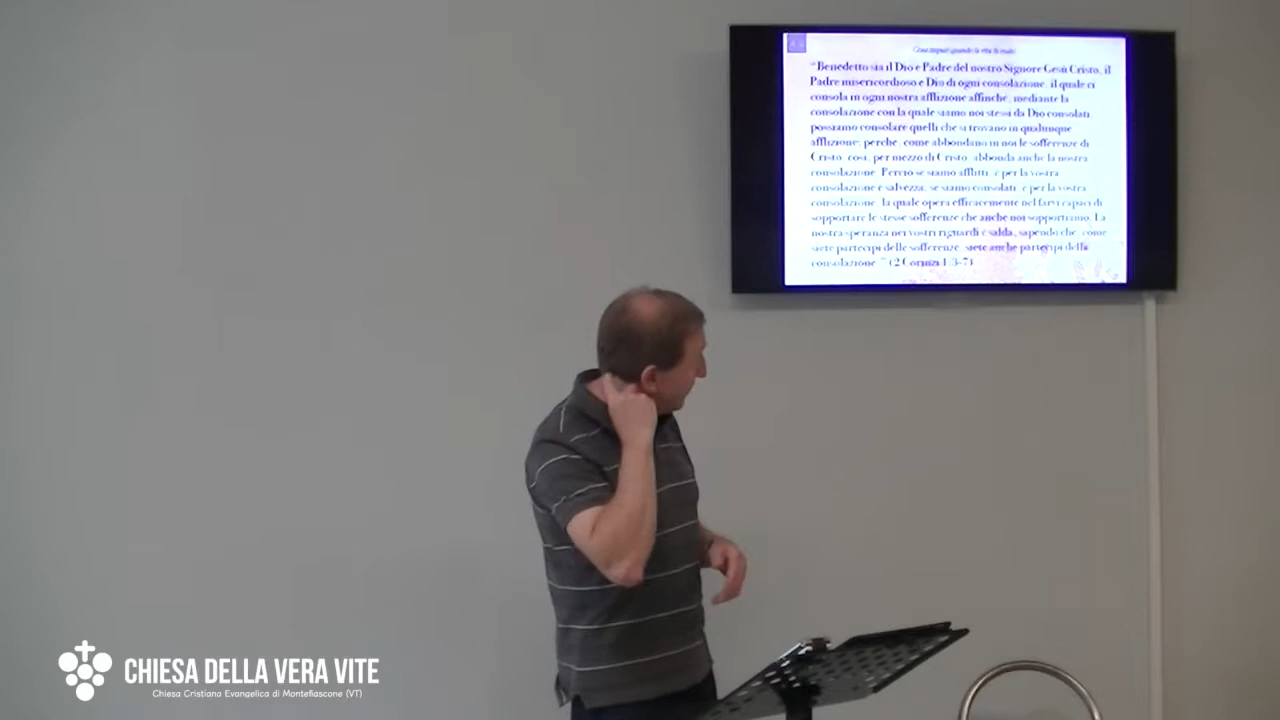 Cosa impari quando la vita fa male
“Benedetto sia il Dio e Padre del nostro Signore Gesù Cristo, il
Padre misericordioso e Dio di ogni consolazione, il quale ci
consola in ogni nostra afflizione affinché, mediante la
consolazione con la quale siamo noi stessi da Dio consolati,
possiamo consolare quelli che si trovano in qualunque
afflizione; perché, come abbondano in noi le sofferenze di
Cristo, così, per mezzo di Cristo, abbonda anche la nostra
consolazione. Perciò se siamo afflitti, è per la vostra
consolazione e salvezza; se siamo consolati, è per la vostra
consolazione, la quale opera efficacemente nel farvi capaci di
sopportare le stesse sofferenze che anche noi sopportiamo. La
nostra speranza nei vostri riguardi è salda, sapendo che, come
siete partecipi delle sofferenze, siete anche partecipi della
consolazione.” (2 Corinzi 1:3-7)
CHIESA DELLA VERA VITE
Chiesa Cristiana Evangelica di Montefiascone (VT)